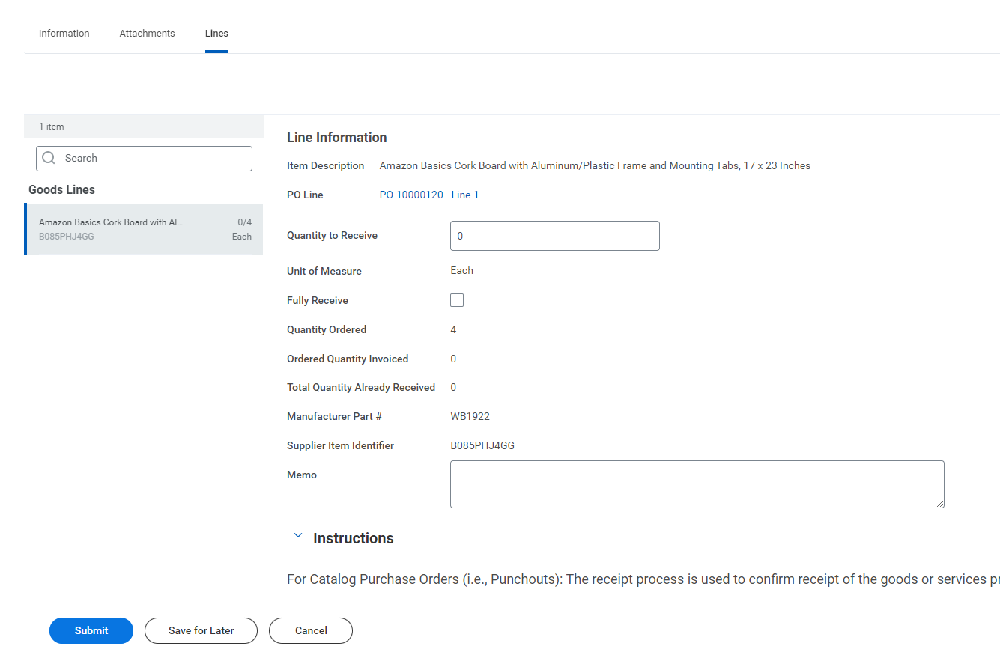 Information Attachments Lines
1 item
Search
Goods Lines
Amazon Basics Cork Board with Al... 0/4
B085PHJ4GG Each
Line Information
Item Description Amazon Basics Cork Board with Aluminum/Plastic Frame and Mounting Tabs, 17 x 23 Inches
PO Line PO-10000120 - Line 1
Quantity to Receive 0
Unit of Measure Each
Fully Receive
Quantity Ordered 4
Ordered Quantity Invoiced 0
Total Quantity Already Received 0
Manufacturer Part # WB1922
Supplier Item Identifier B085PHJ4GG
Memo
Instructions
For Catalog Purchase Orders (i.e., Punchouts): The receipt process is used to confirm receipt of the goods or services
Submit Save for Later Cancel